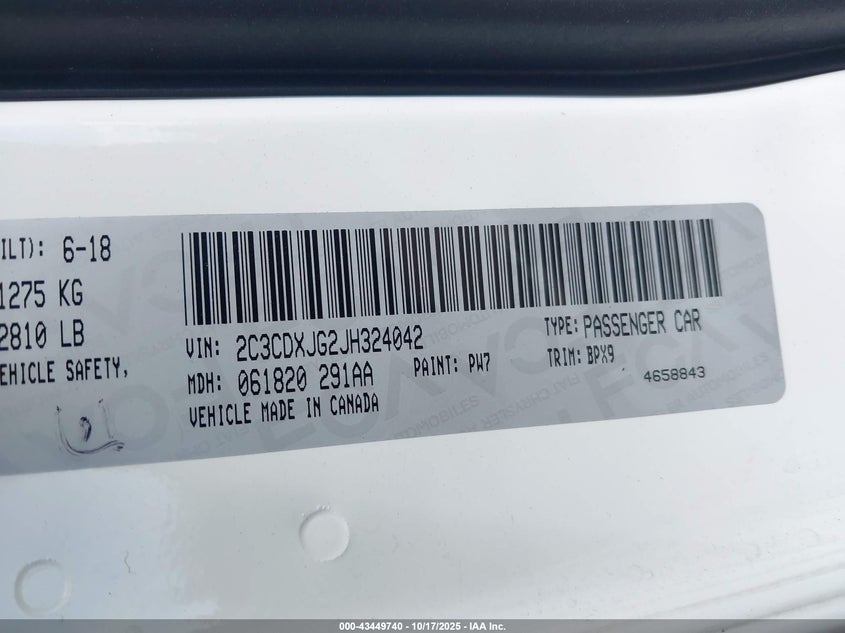 ILT): 6-18
1275 KG
2810 LB
EHICLE SAFETY,
VIN: 2C3CDXJG2JH324042
TYPE: PASSENGER CAR
MDH: 061820 291AA
PAINT: PW7
TRIM: BPX9
VEHICLE MADE IN CANADA
4658843
000-43449740 - 10/17/2025 - IAA Inc.